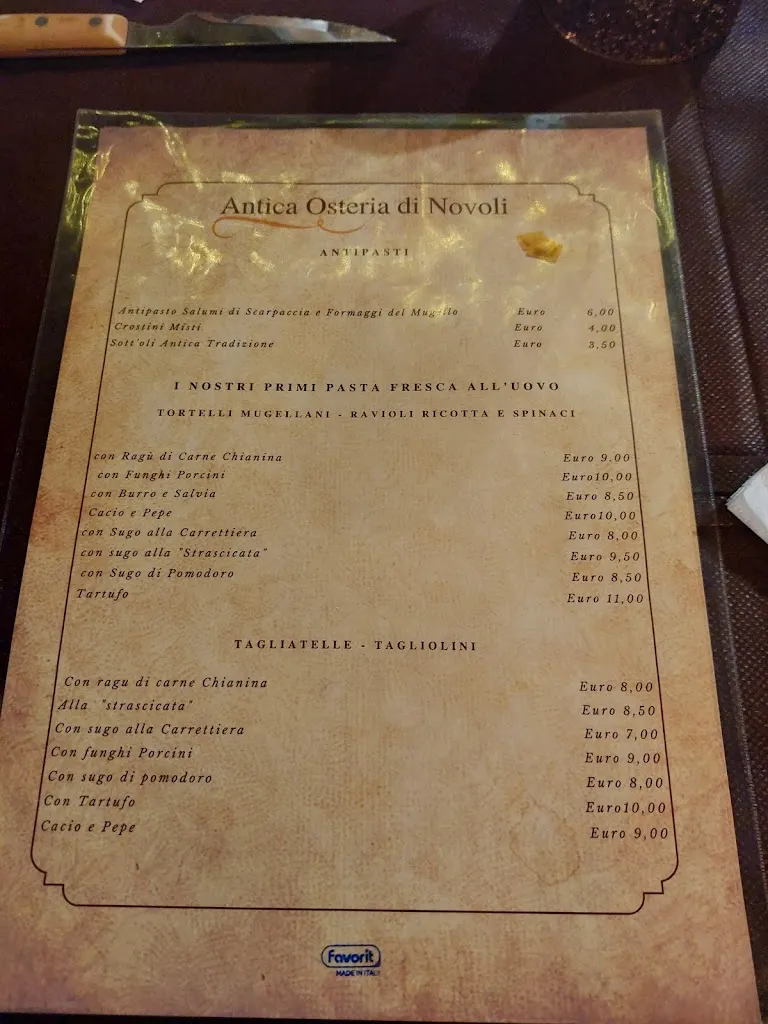 Antica Osteria di Novoli
ANTIPASTI
Antipasto Salumi di Scarpaccia e Formaggi del Mugello Euro 6,00
Crostini Misti Euro 4,00
Sott'oli Antica Tradizione Euro 3,50
I NOSTRI PRIMI PASTA FRESCA ALL'UOVO
TORTELLI MUGELLANI - RAVIOLI RICOTTA E SPINACI
con Ragù di Carne Chianina Euro 9.00
con Funghi Porcini Euro10,00
con Burro e Salvia Euro 8,50
Cacio e Pepe Euro10,00
con Sugo alla Carrettiera Euro 8,00
con sugo alla "Strascicata" Euro 9,50
con Sugo di Pomodoro Euro 8,50
Tartufo Euro 11,00
TAGLIATELLE - TAGLIOLINI
Con ragu di carne Chianina Euro 8,00
Alla "strascicata" Euro 8,50
Con sugo alla Carrettiera Euro 7,00
Con funghi Porcini Euro 9,00
Con sugo di pomodoro Euro 8,00
Con Tartufo Euro10,00
Cacio e Pepe Euro 9,00
Favorit
MADE IN ITALY